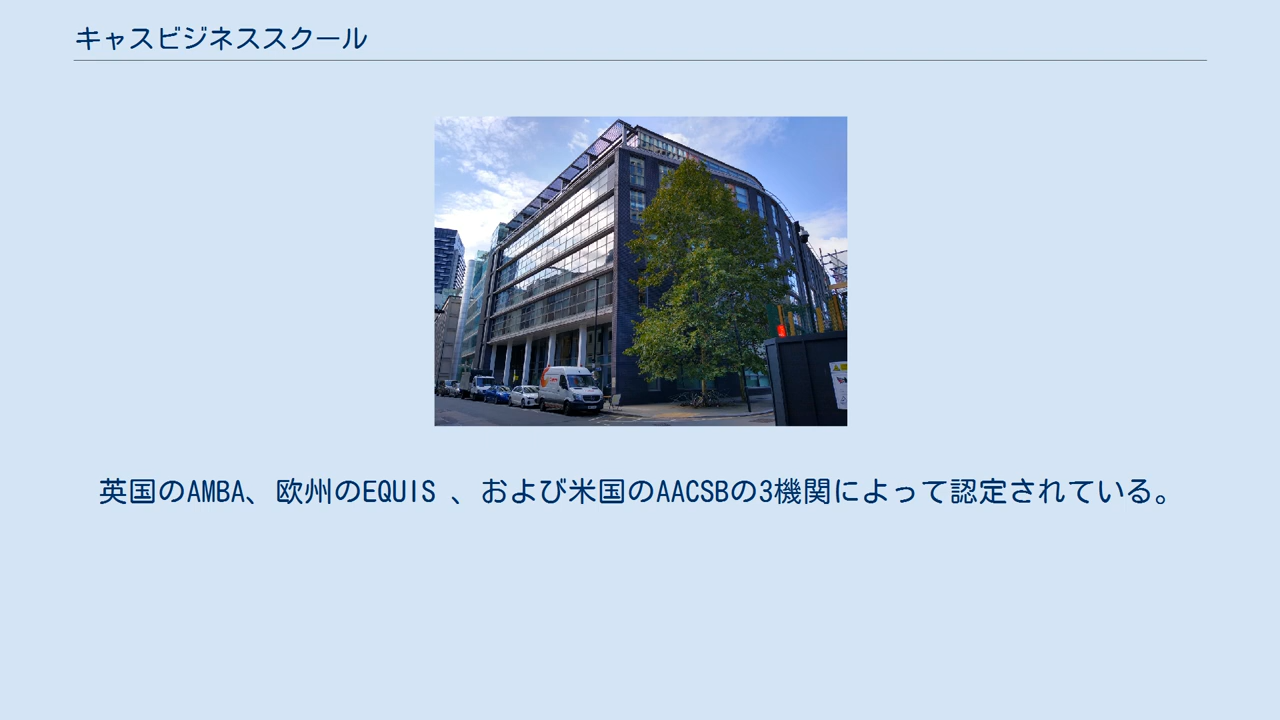 キャスビジネススクール
英国のAMBA、欧州のEQUIS 、および米国のAACSBの3機関によって認定されている。